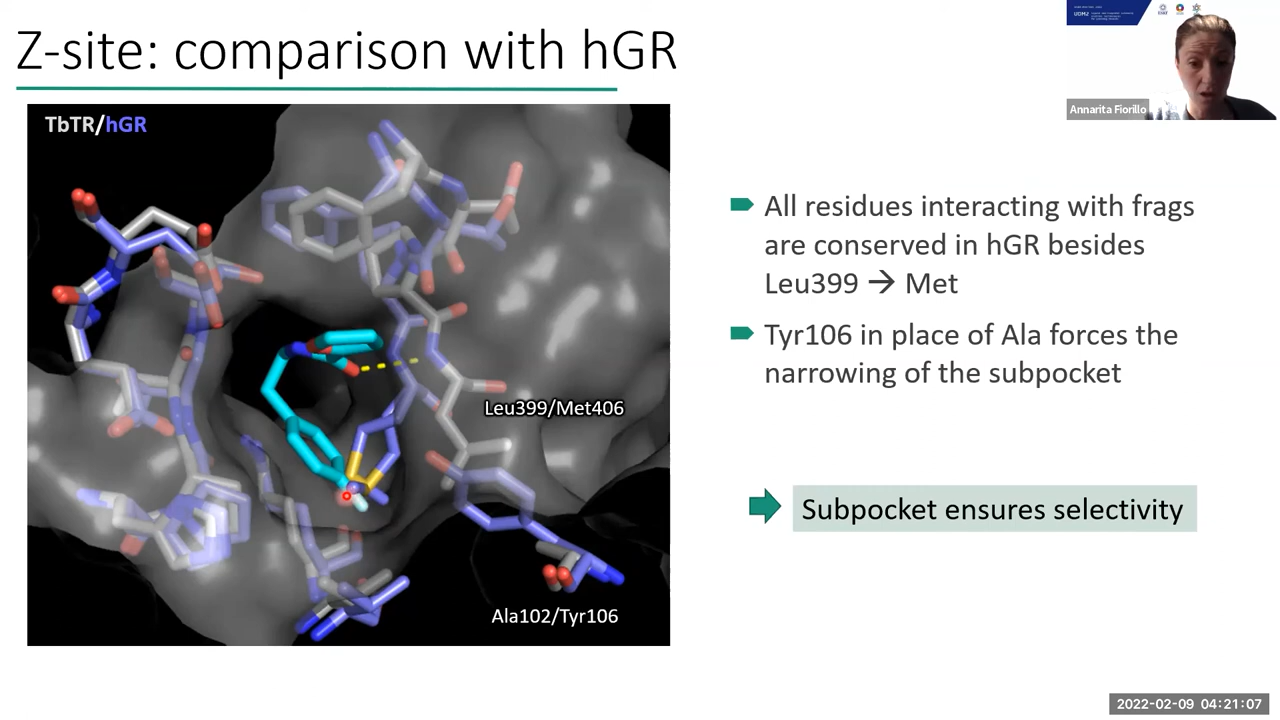 Z-site: comparison with hGR
TbTR/hGR
Leu399/Met406
Ala102/Tyr106
All residues interacting with frags
are conserved in hGR besides
Leu399 → Met
Tyr106 in place of Ala forces the
narrowing of the subpocket
Subpocket ensures selectivity
Annarita Fiorillo
2022-02-09 04:21:07